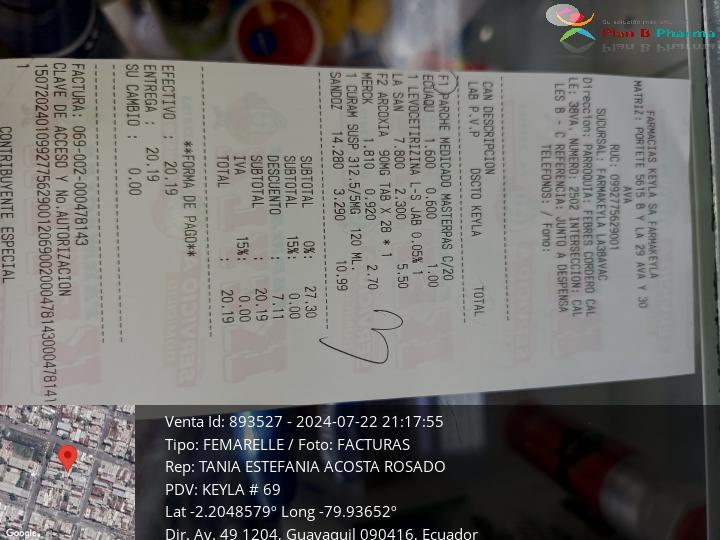 Su solución más efectiva
Plan B Pharma
FARMACIAS KEYLA SA FARMAKEYLA
MATRIZ: PORTETE 5615 B Y LA 29 AVA Y 30
AVA
RUC: 0992775629001
SUCURSAL: FARMAKEYLA LA38AVAC
Direccion: PARROQUIA: FEBRES CORDERO CAL
LE: 38VA. NUMERO: 2502 INTERSECCION: CAL
LES B - C REFERENCIA: JUNTO A DESPENSA
TELEFONOS: / Fono:
CAN DESCRIPCION
LAB P.V.P DSCTO KEYLA TOTAL
F1 PARCHE MEDICADO MASTERPAS C/20
ECUAQU 1.600 0.600 1.00
1 LEVOCETIRIZINA L-S JAB 0.05% 1
LA SAN 7.800 2.300 5.50
F2 ARCOXIA 90MG TAB X 28 * 1
MERCK 1.810 0.920 2.70
1 CURAM SUSP 312.5/5MG 120 ML.
SANDOZ 14.280 3.290 10.99
SUBTOTAL 0%: 27.30
SUBTOTAL 15%: 0.00
DESCUENTO : 7.11
SUBTOTAL : 20.19
IVA 15%: 0.00
TOTAL : 20.19
**FORMA DE PAGO**
EFECTIVO : 20.19
ENTREGA : 20.19
SU CAMBIO : 0.00
FACTURA: 069-002-000478143
CLAVE DE ACCESO Y No.AUTORIZACION
CONTRIBUYENTE ESPECIAL
Venta Id: 893527 - 2024-07-22 21:17:55
Tipo: FEMARELLE / Foto: FACTURAS
Rep: TANIA ESTEFANIA ACOSTA ROSADO
PDV: KEYLA # 69
Lat -2.2048579º Long -79.93652º
Dir. Av. 49 1204, Guayaquil 090416, Ecuador
Google